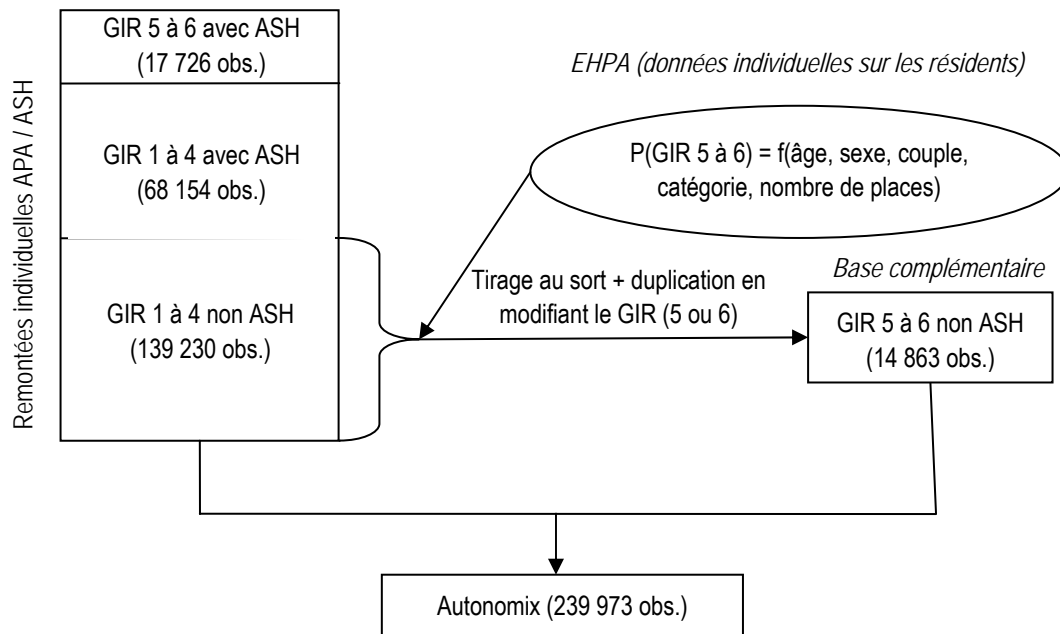 Remontées individuelles APA / ASH
GIR 5 à 6 avec ASH
(17 726 obs.)
GIR 1 à 4 avec ASH
(68 154 obs.)
GIR 1 à 4 non ASH
(139 230 obs.)
EHPA (données individuelles sur les résidents)
P(GIR 5 à 6) = f(âge, sexe, couple,
catégorie, nombre de places)
Tirage au sort + duplication en
modifiant le GIR (5 ou 6)
Base complémentaire
GIR 5 à 6 non ASH
(14 863 obs.)
Autonomix (239 973 obs.)